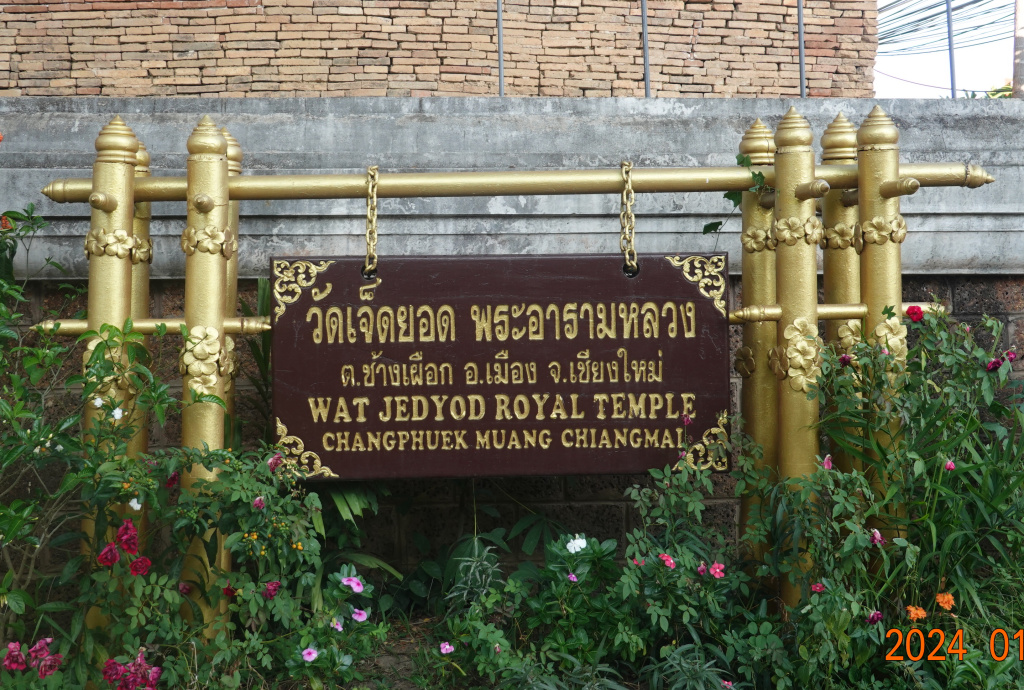 วัดเจ็ดยอด พระอารามหลวง
ต.ช้างเผือก อ.เมือง จ.เชียงใหม่
WAT JEDYOD ROYAL TEMPLE
CHANGPHUEK MUANG CHIANGMAI
2024 01